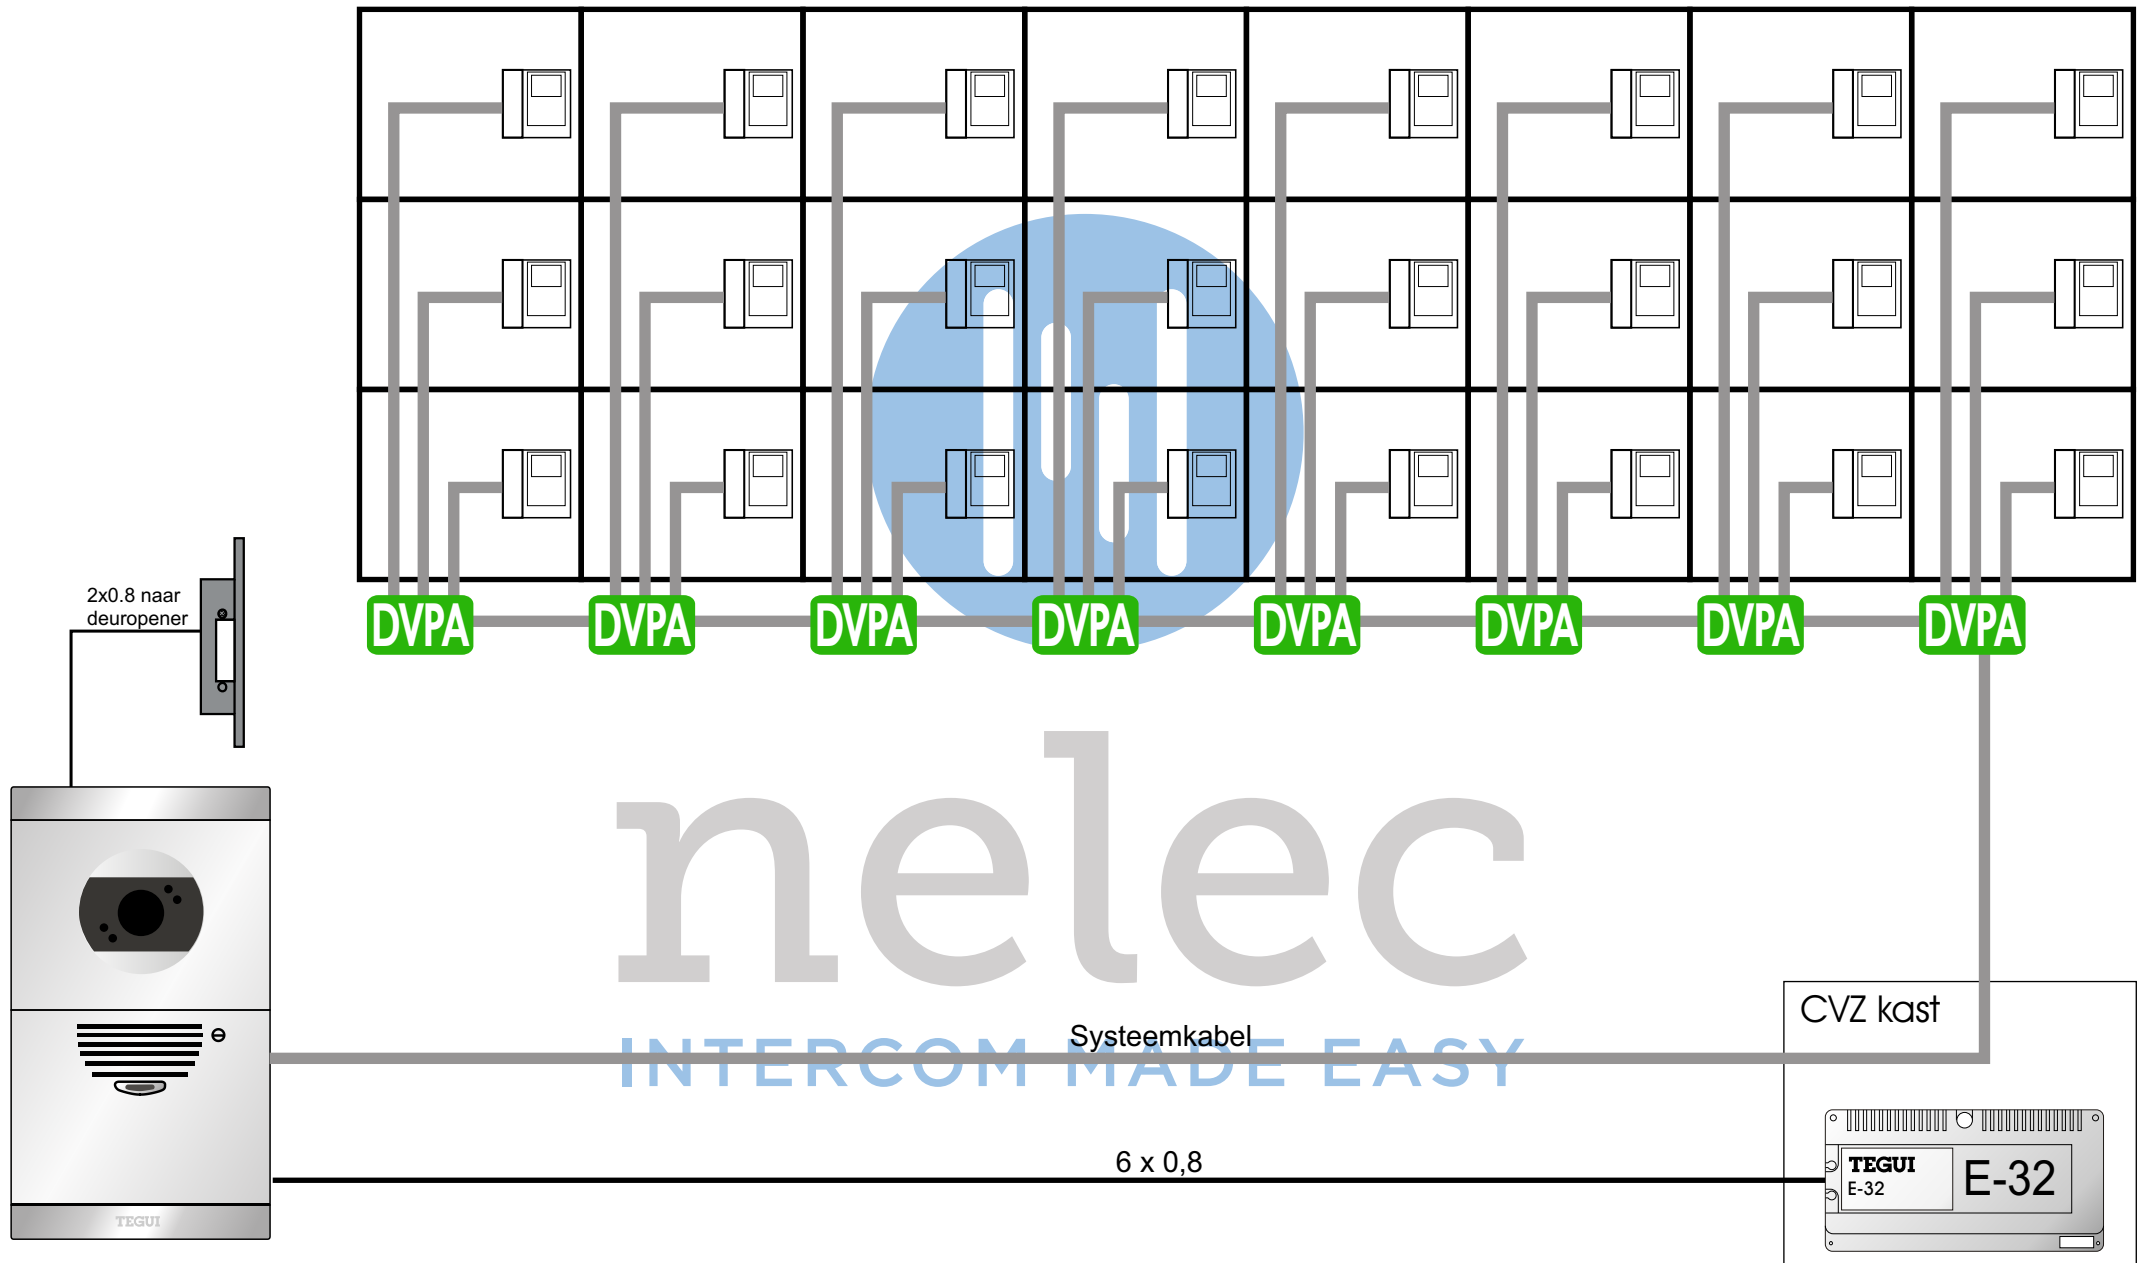 2x0.8 naar
deuropener
DVPA DVPA DVPA DVPA DVPA DVPA DVPA DVPA
nelec
CVZ kast
Systeemkabel
INTERCOM MADE EASY
6 x 0,8
TEGUI
E-32
E-32
TEGUI